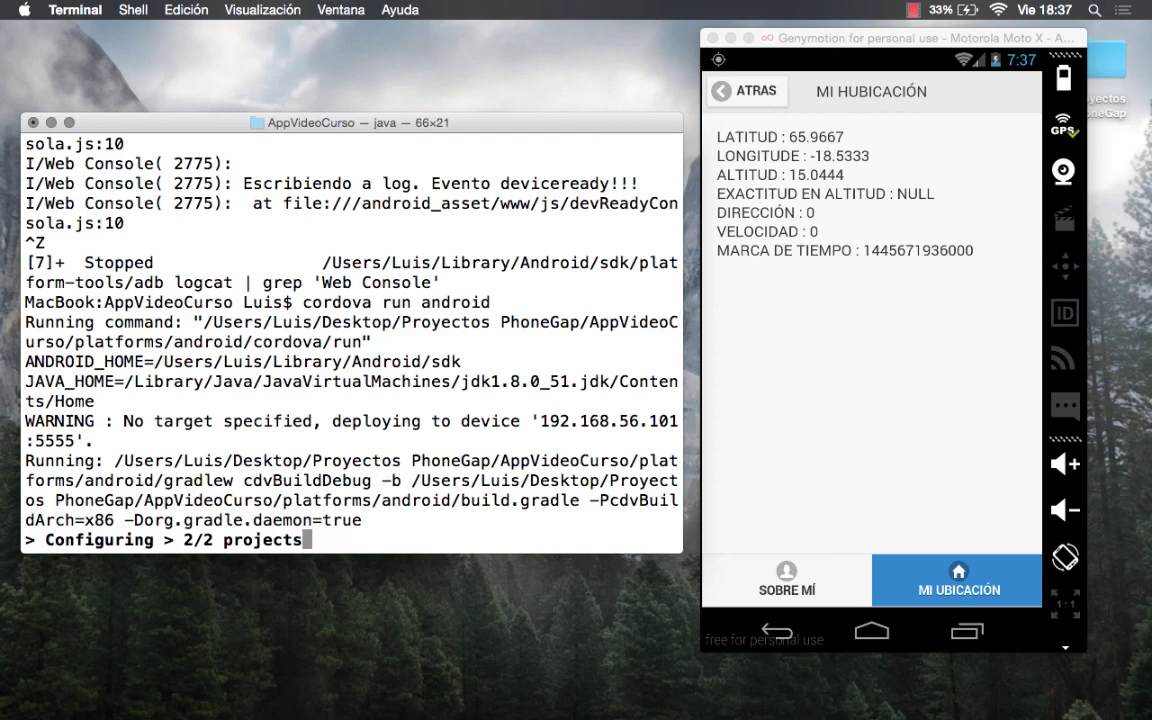 Terminal Shell Edición Visualización Ventana Ayuda 33% Vie 18:37
Genymotion for personal use - Motorola Moto X - A...
7:37
ATRAS MI HUBICACIÓN
LATITUD : 65.9667
LONGITUDE : -18.5333
ALTITUD : 15.0444
EXACTITUD EN ALTITUD : NULL
DIRECCIÓN : 0
VELOCIDAD : 0
MARCA DE TIEMPO : 1445671936000
SOBRE MÍ MI UBICACIÓN
free for personal use
GPS
ID
1:1
yectos
oneGap
AppVideoCurso — java — 66×21
sola.js:10
I/Web Console( 2775):
I/Web Console( 2775): Escribiendo a log. Evento deviceready!!!
I/Web Console( 2775):  at file:///android_asset/www/js/devReadyCon
sola.js:10
^Z
[7]+  Stopped                 /Users/Luis/Library/Android/sdk/plat
form-tools/adb logcat | grep 'Web Console'
MacBook:AppVideoCurso Luis$ cordova run android
Running command: "/Users/Luis/Desktop/Proyectos PhoneGap/AppVideoC
urso/platforms/android/cordova/run"
ANDROID_HOME=/Users/Luis/Library/Android/sdk
JAVA_HOME=/Library/Java/JavaVirtualMachines/jdk1.8.0_51.jdk/Conten
ts/Home
WARNING : No target specified, deploying to device '192.168.56.101
:5555'.
Running: /Users/Luis/Desktop/Proyectos PhoneGap/AppVideoCurso/plat
forms/android/gradlew cdvBuildDebug -b /Users/Luis/Desktop/Proyect
os PhoneGap/AppVideoCurso/platforms/android/build.gradle -PcdvBuil
dArch=x86 -Dorg.gradle.daemon=true
> Configuring > 2/2 projects